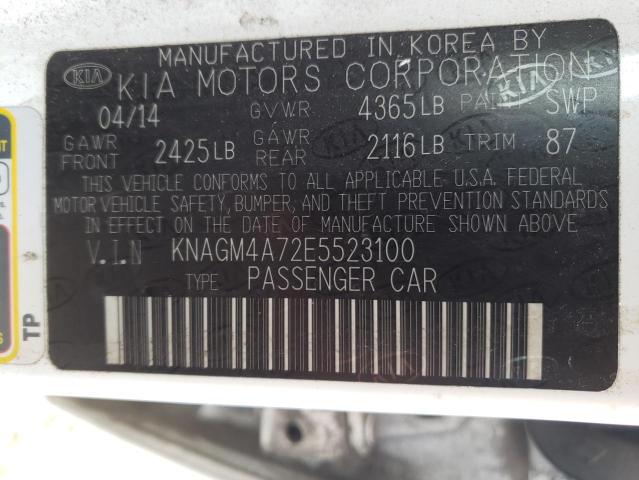 MANUFACTURED IN KOREA BY
KIA KIA MOTORS CORPORATION
04/14 GVWR 4365LB PAINT SWP
GAWR FRONT 2425LB GAWR REAR 2116LB TRIM 87
THIS VEHICLE CONFORMS TO ALL APPLICABLE U.S.A. FEDERAL
MOTOR VEHICLE SAFETY, BUMPER, AND THEFT PREVENTION STANDARDS
IN EFFECT ON THE DATE OF MANUFACTURE SHOWN ABOVE
V.I.N KNAGM4A72E5523100
TYPE PASSENGER CAR
TP